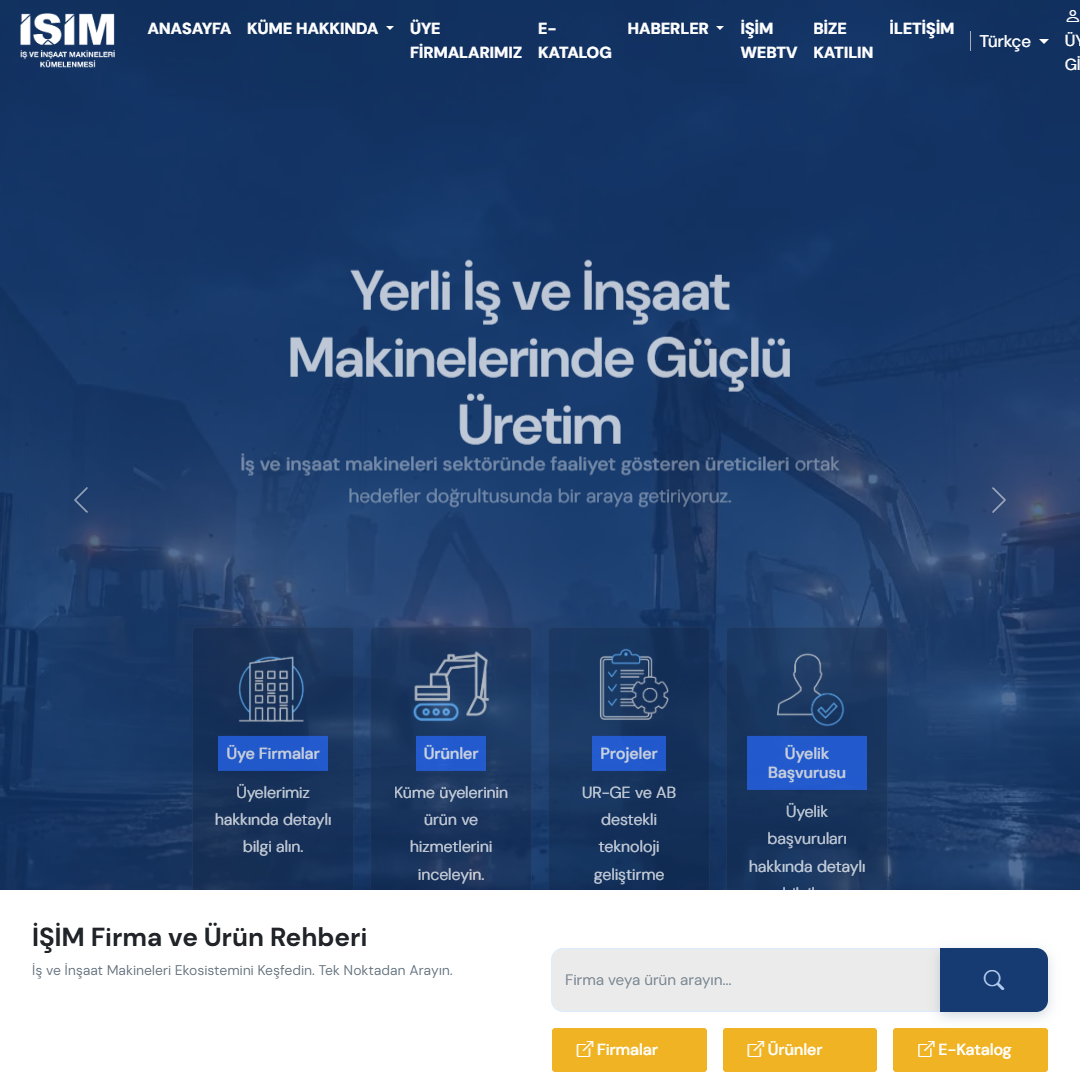 İŞİM
İŞ VE İNŞAAT MAKİNELERİ
KÜMELENMESİ
ANASAYFA
KÜME HAKKINDA
ÜYE
FİRMALARIMIZ
E-
KATALOG
HABERLER
İŞİM
WEBTV
BİZE
KATILIN
İLETİŞİM
Türkçe
Yerli İş ve İnşaat
Makinelerinde Güçlü
Üretim
İş ve inşaat makineleri sektöründe faaliyet gösteren üreticileri ortak
hedefler doğrultusunda bir araya getiriyoruz.
Üye Firmalar
Üyelerimiz
hakkında detaylı
bilgi alın.
Ürünler
Küme üyelerinin
ürün ve
hizmetlerini
inceleyin.
Projeler
UR-GE ve AB
destekli
teknoloji
geliştirme
Üyelik
Başvurusu
Üyelik
başvuruları
hakkında detaylı
İŞİM Firma ve Ürün Rehberi
İş ve İnşaat Makineleri Ekosistemini Keşfedin. Tek Noktadan Arayın.
Firma veya ürün arayın...
Firmalar
Ürünler
E-Katalog